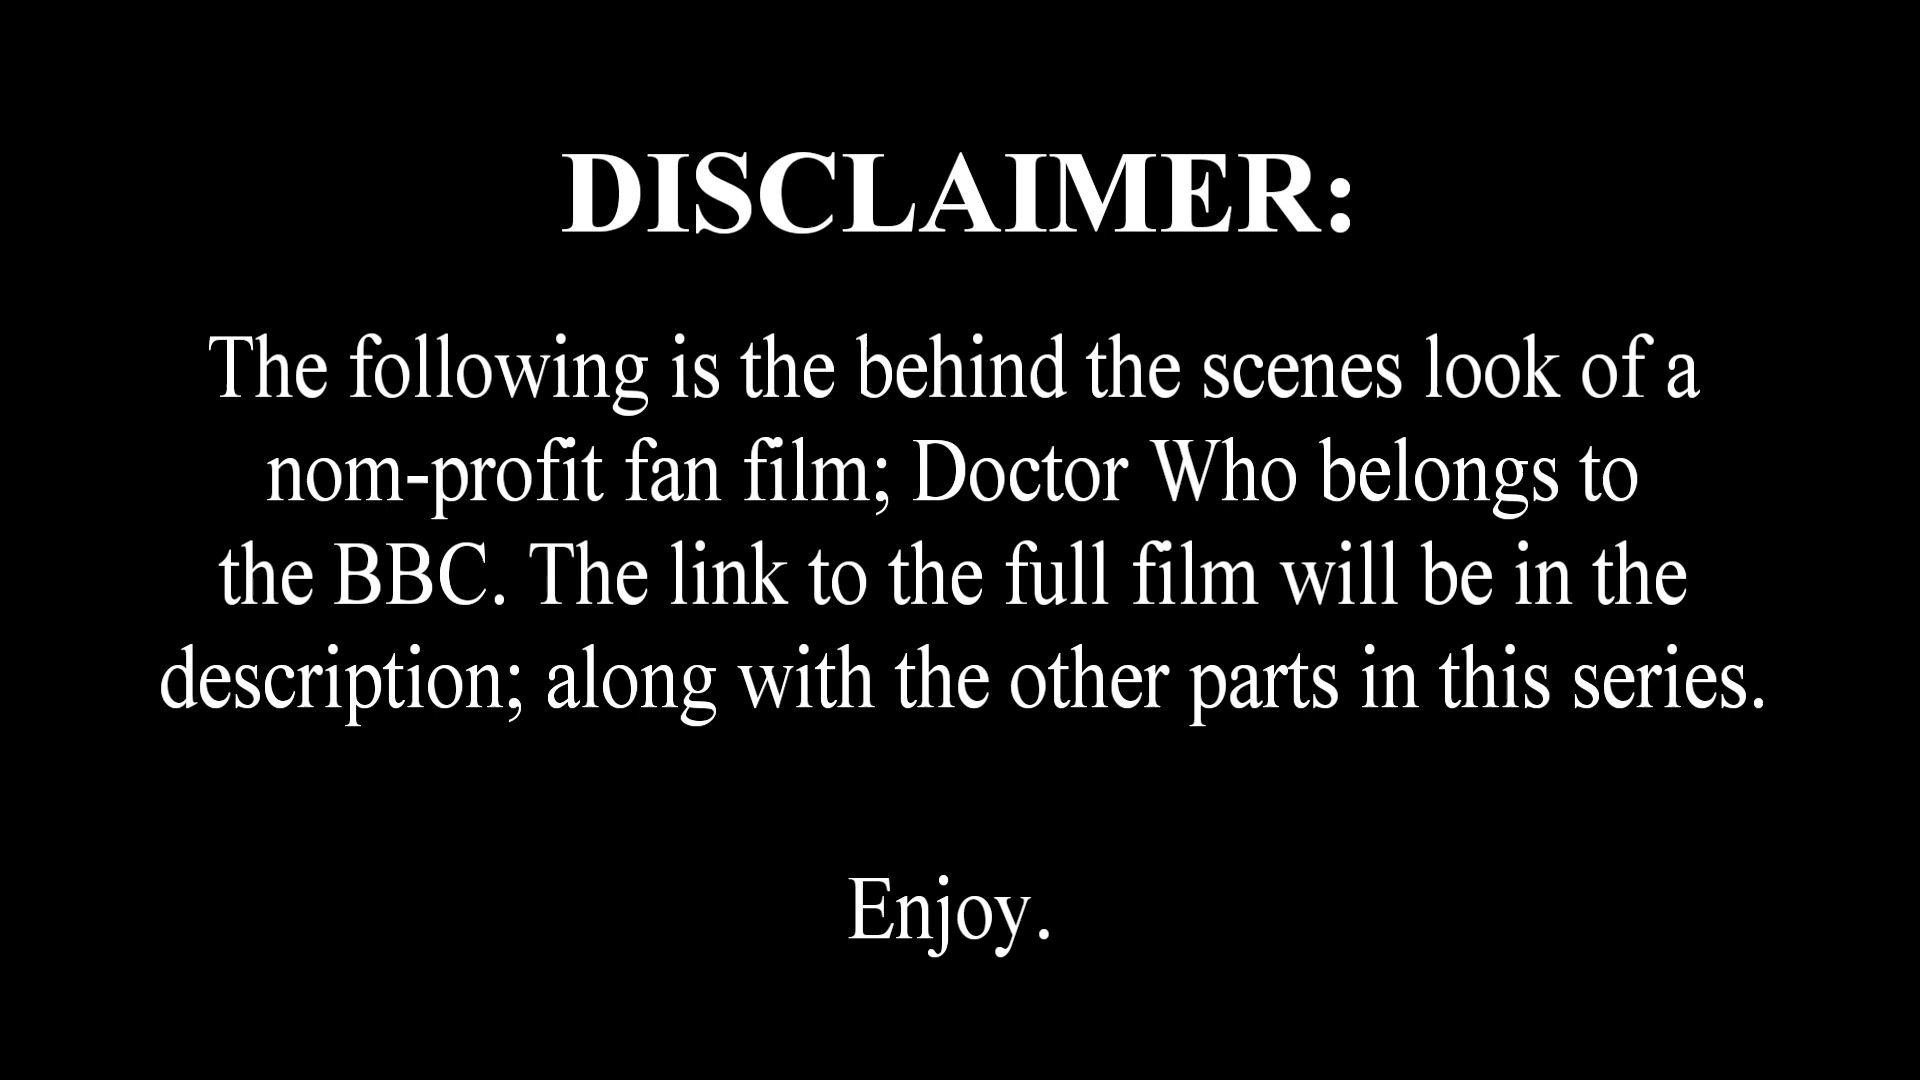 DISCLAIMER:
The following is the behind the scenes look of a
nom-profit fan film; Doctor Who belongs to
the BBC. The link to the full film will be in the
description; along with the other parts in this series.
Enjoy.